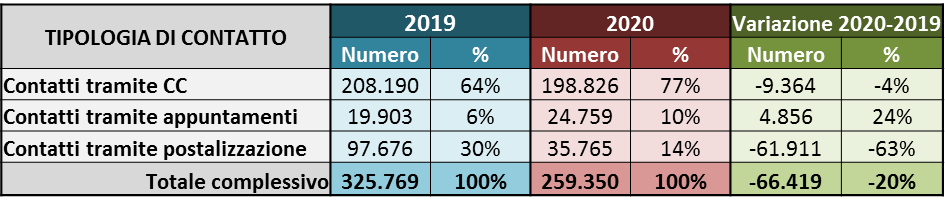 TIPOLOGIA DI CONTATTO 2019 2020 Variazione 2020-2019
Numero % Numero % Numero %
Contatti tramite CC 208.190 64% 198.826 77% -9.364 -4%
Contatti tramite appuntamenti 19.903 6% 24.759 10% 4.856 24%
Contatti tramite postalizzazione 97.676 30% 35.765 14% -61.911 -63%
Totale complessivo 325.769 100% 259.350 100% -66.419 -20%